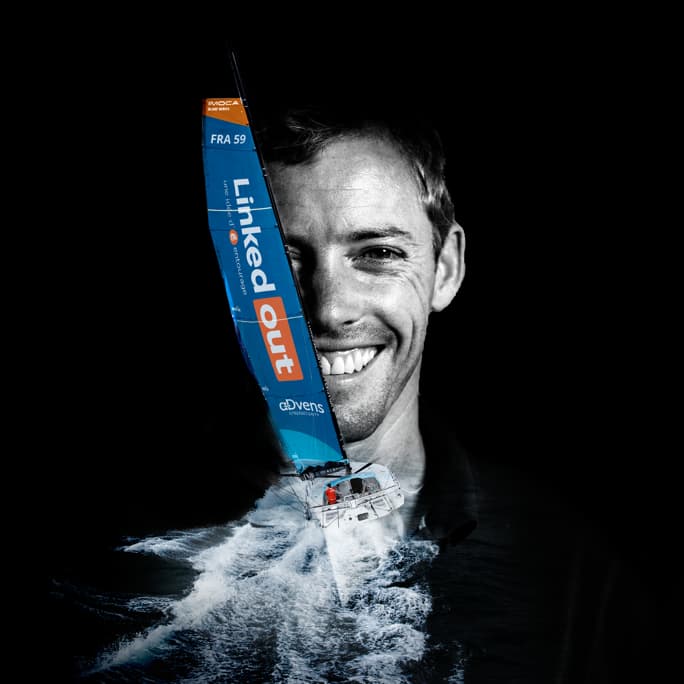 IMOCA
FRA 59
Linked
out
une idée d
entourage
aDvens